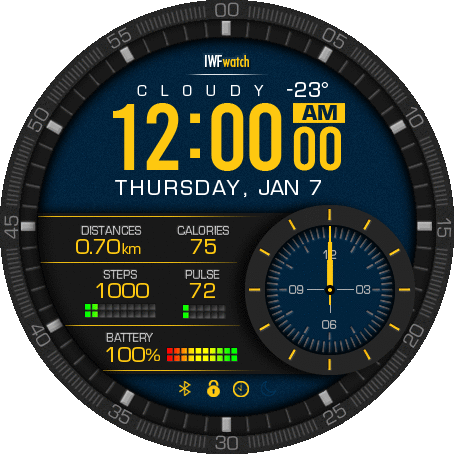 00
05
10
15
20
25
30
35
40
45
50
55
IWFwatch
CLOUDY -23°
12:00 AM 00
THURSDAY, JAN 7
DISTANCES CALORIES
0.70km 75
STEPS PULSE
1000 72
BATTERY
100%
12
03
06
09